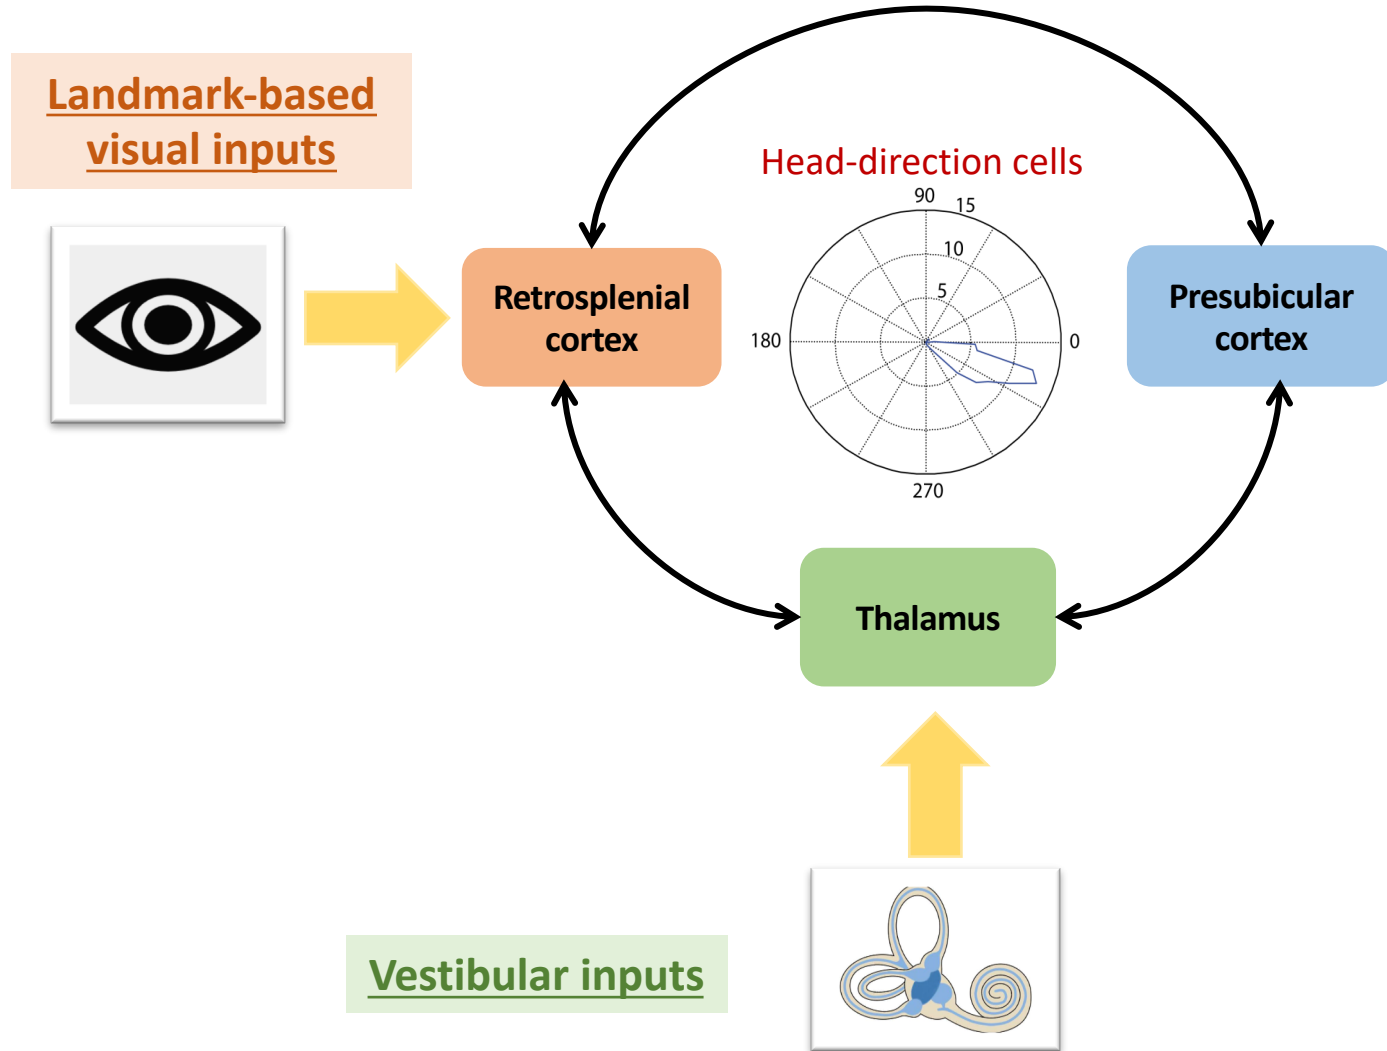 Landmark-based
visual inputs
Head-direction cells
90
15
10
5
180
0
270
Retrosplenial
cortex
Presubicular
cortex
Thalamus
Vestibular inputs